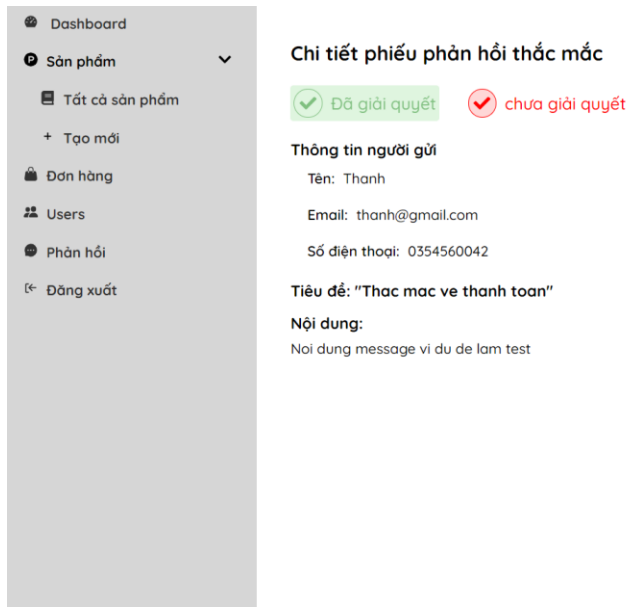 Dashboard
Sản phẩm
Tất cả sản phẩm
+ Tạo mới
Đơn hàng
Users
Phản hồi
Đăng xuất
Chi tiết phiếu phản hồi thắc mắc
Đã giải quyết
chưa giải quyết
Thông tin người gửi
Tên: Thanh
Email: thanh@gmail.com
Số điện thoại: 0354560042
Tiêu đề: "Thac mac ve thanh toan"
Nội dung:
Noi dung message vi du de lam test